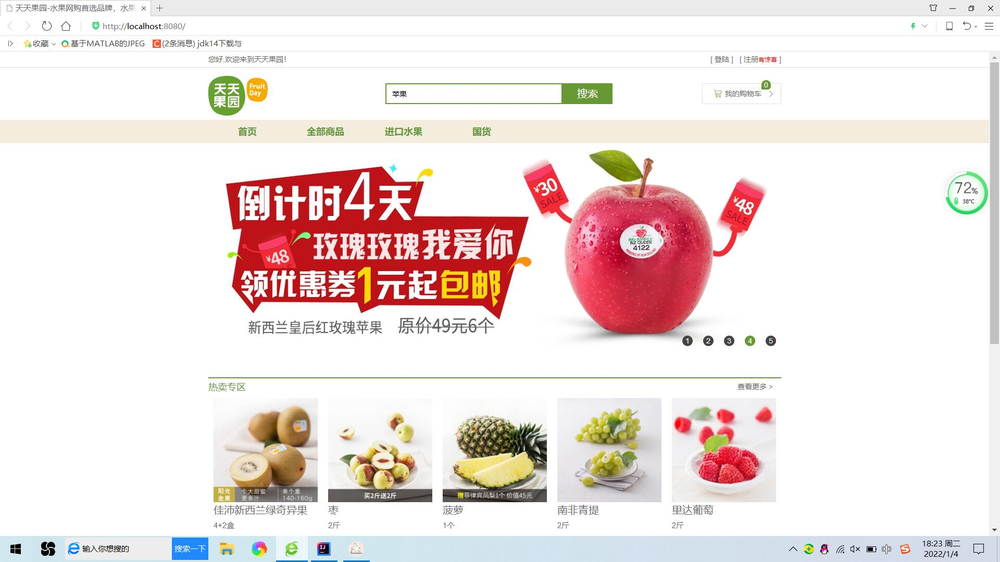 天天果园-水果网购首选品牌，水果
http://localhost:8080/
收藏
基于MATLAB的JPEG
(2条消息) jdk14下载与
您好,欢迎来到天天果园!
[ 登陆 ] [ 注册有惊喜 ]
天天
果园
Fruit
Day
苹果
搜索
0
我的购物车
首页
全部商品
进口水果
国货
倒计时4天
¥48
玫瑰玫瑰我爱你
领优惠券1元起包邮
新西兰皇后红玫瑰苹果
原价49元6个
¥30
SALE
¥48
SALE
MrAPPLE
NZ QUEEN
4122
PRODUCE OF NEW ZEALAND
1 2 3 4 5
72%
38°C
热卖专区
查看更多 >
阳光
金果
个大甜蜜
更多汁
单个重
140-160g
买2斤送2斤
赠菲律宾凤梨1个 价值45元
佳沛新西兰绿奇异果
枣
菠萝
南非青提
里达葡萄
4+2盒
2斤
1个
2斤
2斤
输入你想搜的
搜索一下
IJ
中
18:23 周二
2022/1/4